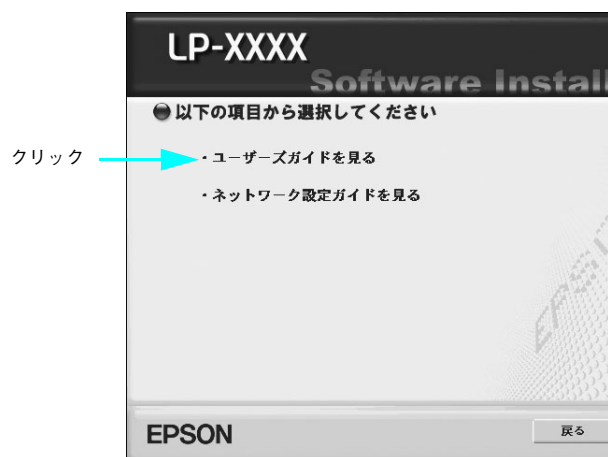 LP-XXXX
Software Install
以下の項目から選択してください
クリック
・ユーザーズガイドを見る
・ネットワーク設定ガイドを見る
EPSON
EPSON
戻る